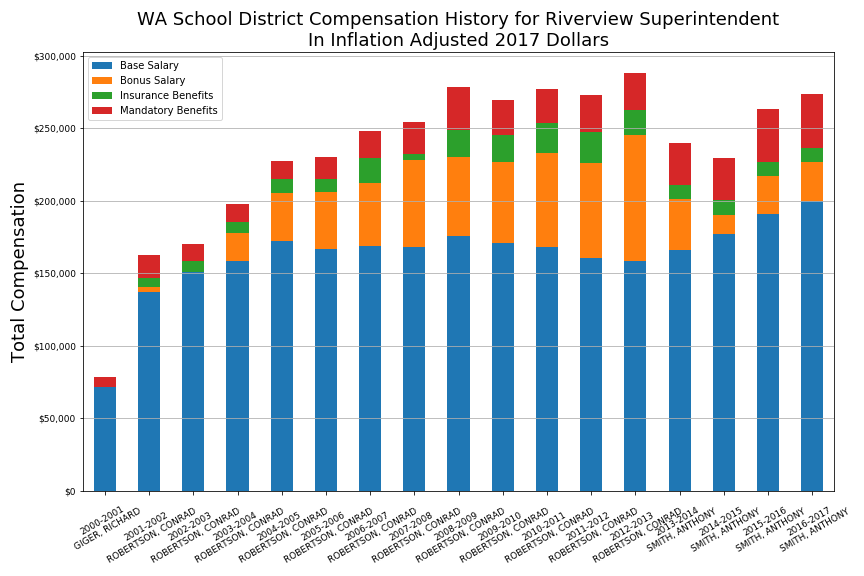 WA School District Compensation History for Riverview Superintendent
In Inflation Adjusted 2017 Dollars
Base Salary
Bonus Salary
Insurance Benefits
Mandatory Benefits
Total Compensation
$300,000
$250,000
$200,000
$150,000
$100,000
$50,000
$0
2000-2001
GIGER, RICHARD
2001-2002
ROBERTSON, CONRAD
2002-2003
ROBERTSON, CONRAD
2003-2004
ROBERTSON, CONRAD
2004-2005
ROBERTSON, CONRAD
2005-2006
ROBERTSON, CONRAD
2006-2007
ROBERTSON, CONRAD
2007-2008
ROBERTSON, CONRAD
2008-2009
ROBERTSON, CONRAD
2009-2010
ROBERTSON, CONRAD
2010-2011
ROBERTSON, CONRAD
2011-2012
ROBERTSON, CONRAD
2012-2013
ROBERTSON, CONRAD
2013-2014
SMITH, ANTHONY
2014-2015
SMITH, ANTHONY
2015-2016
SMITH, ANTHONY
2016-2017
SMITH, ANTHONY